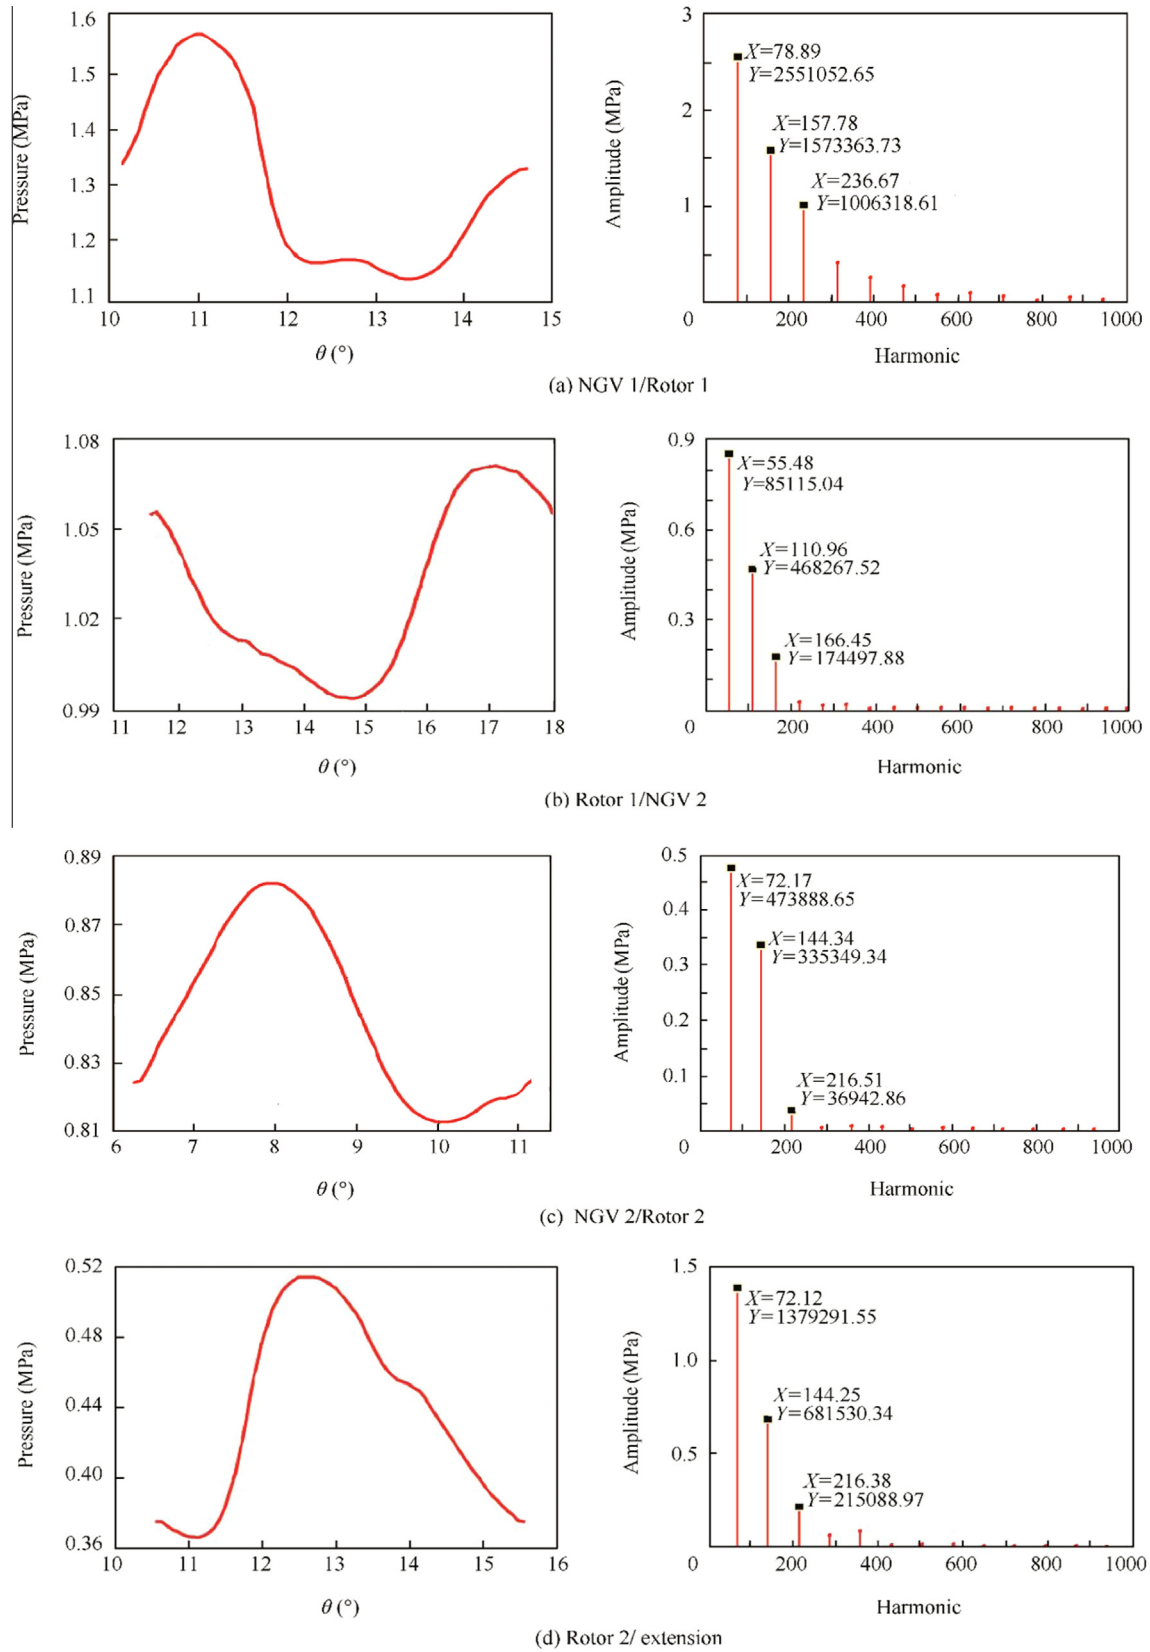 1.6
1.5
1.4
1.3
1.2
1.1
10
11
12
13
14
15
Pressure (MPa)
θ (°)
3
2
1
0
200
400
600
800
1000
Amplitude (MPa)
Harmonic
X=78.89
Y=2551052.65
X=157.78
Y=1573363.73
X=236.67
Y=1006318.61
(a) NGV 1/Rotor 1
1.08
1.05
1.02
0.99
11
12
13
14
15
16
17
18
Pressure (MPa)
θ (°)
0.9
0.6
0.3
0
200
400
600
800
1000
Amplitude (MPa)
Harmonic
X=55.48
Y=85115.04
X=110.96
Y=468267.52
X=166.45
Y=174497.88
(b) Rotor 1/NGV 2
0.89
0.87
0.85
0.83
0.81
6
7
8
9
10
11
Pressure (MPa)
θ (°)
0.5
0.4
0.3
0.2
0.1
0
200
400
600
800
1000
Amplitude (MPa)
Harmonic
X=72.17
Y=473888.65
X=144.34
Y=335349.34
X=216.51
Y=36942.86
(c) NGV 2/Rotor 2
0.52
0.48
0.44
0.40
0.36
10
11
12
13
14
15
16
Pressure (MPa)
θ (°)
1.5
1.0
0.5
0
200
400
600
800
1000
Amplitude (MPa)
Harmonic
X=72.12
Y=1379291.55
X=144.25
Y=681530.34
X=216.38
Y=215088.97
(d) Rotor 2/ extension